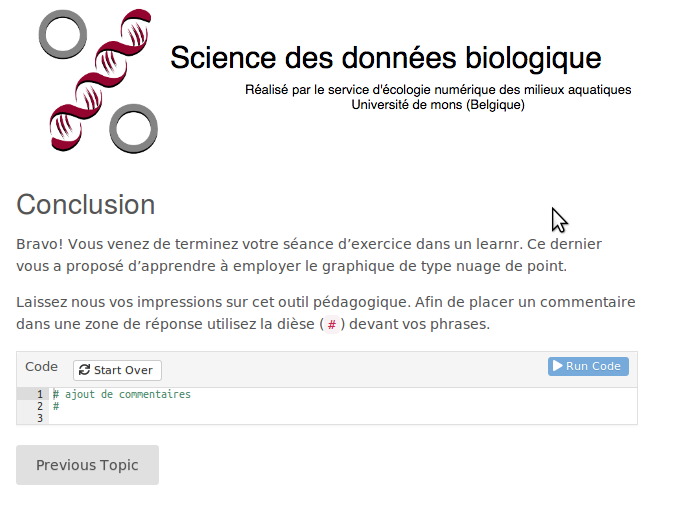 Science des données biologique
Réalisé par le service d'écologie numérique des milieux aquatiques
Université de mons (Belgique)
Conclusion
Bravo! Vous venez de terminez votre séance d’exercice dans un learnr. Ce dernier
vous a proposé d’apprendre à employer le graphique de type nuage de point.
Laissez nous vos impressions sur cet outil pédagogique. Afin de placer un commentaire
dans une zone de réponse utilisez la dièse ( # ) devant vos phrases.
Code Start Over Run Code
1 # ajout de commentaires
2 #
3
Previous Topic